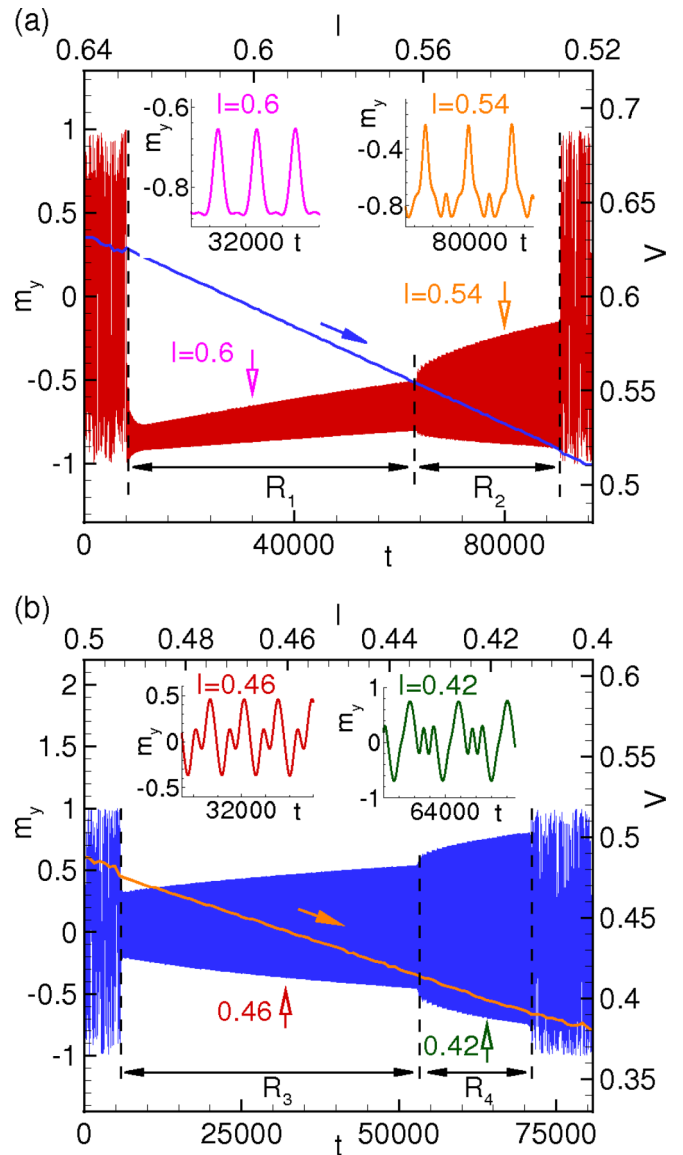 (a)
I
0.64 0.6 0.56 0.52
-0.6
I=0.6
m_y
-0.8
32000 t
I=0.54
m_y
-0.4
-0.8
80000 t
0.7
1
0.5
0.65
m_y 0
V
0.6
I=0.54
I=0.6
-0.5
0.55
-1
R_1 R_2
0.5
0 40000 80000
t
(b)
I
0.5 0.48 0.46 0.44 0.42 0.4
2
0.5
I=0.46
m_y
0
-0.5
32000 t
1
I=0.42
m_y
0
-1
64000 t
0.6
1.5
0.55
m_y
1
V
0.5
0.5
0
0.45
-0.5
0.46
0.42
0.4
-1
R_3 R_4
0.35
0 25000 50000 75000
t